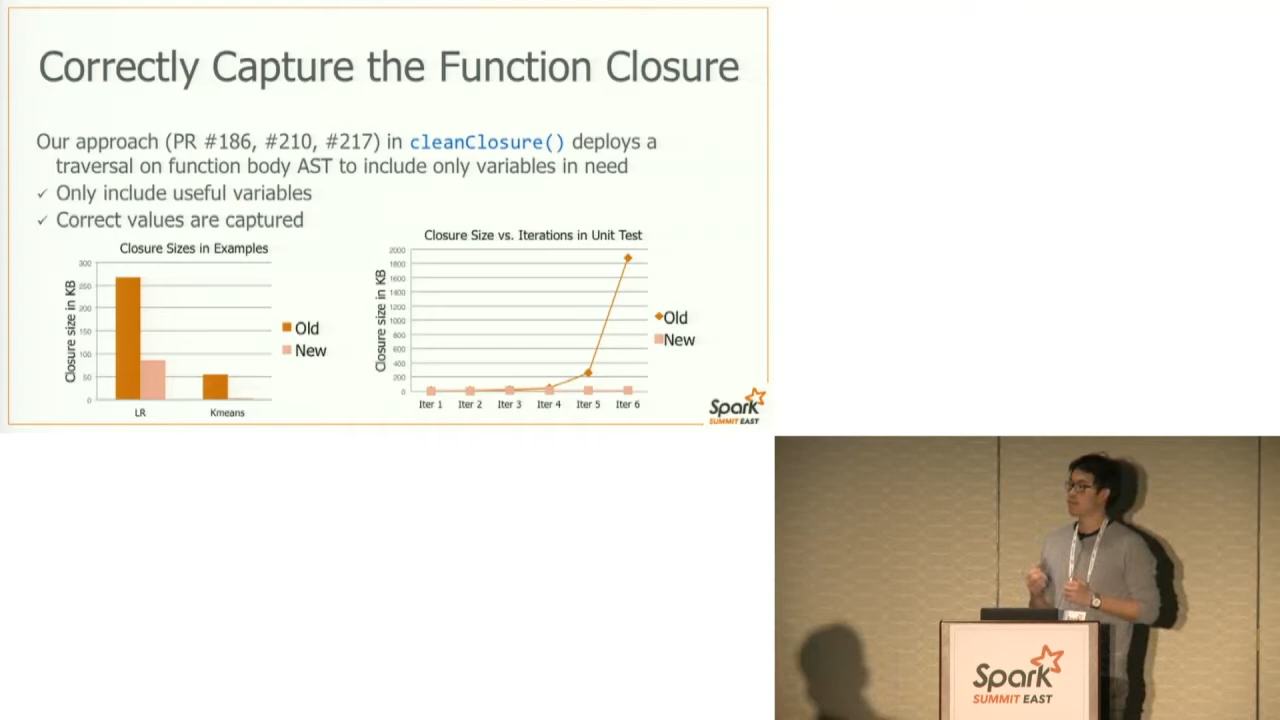 Correctly Capture the Function Closure
Our approach (PR #186, #210, #217) in cleanClosure() deploys a
traversal on function body AST to include only variables in need
✓ Only include useful variables
✓ Correct values are captured
Closure Sizes in Examples
Closure size in KB
300
250
200
150
100
50
0
LR
Kmeans
Old
New
Closure Size vs. Iterations in Unit Test
Closure size in KB
2000
1800
1600
1400
1200
1000
800
600
400
200
0
Iter 1
Iter 2
Iter 3
Iter 4
Iter 5
Iter 6
Old
New
Spark
SUMMIT EAST
Spark
SUMMIT EAST